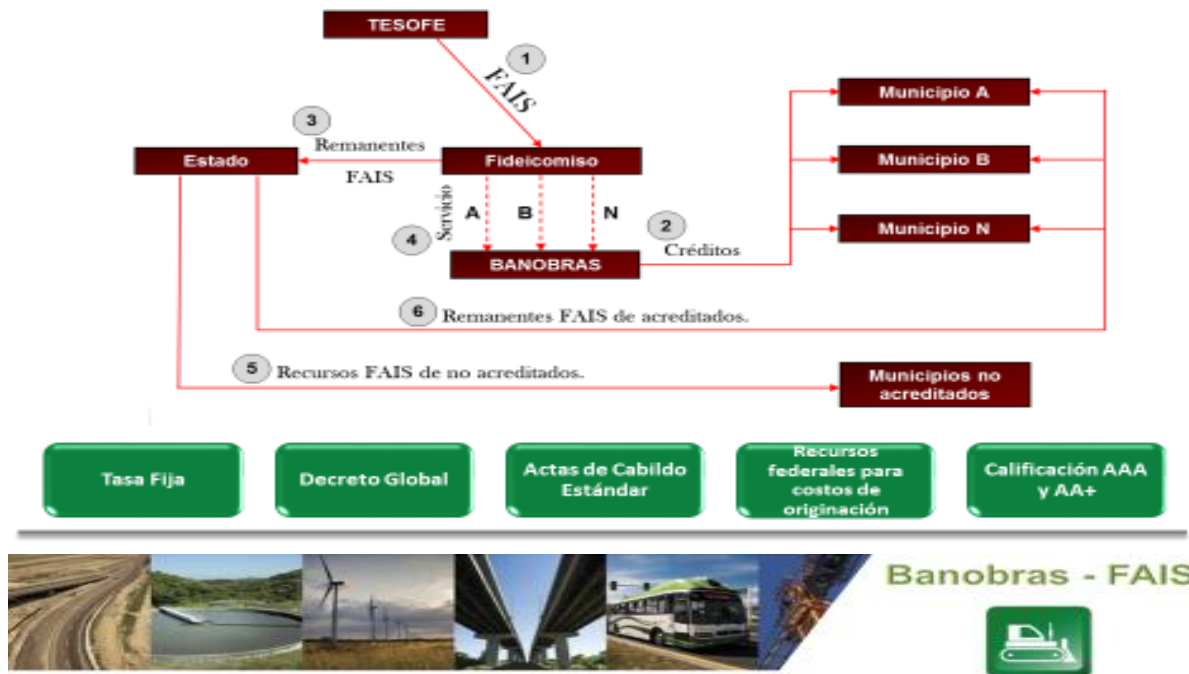 TESOFE
1
FAIS
Municipio A
3
Remanentes
Estado
Fideicomiso
Municipio B
FAIS
Servicio
A
B
N
2
Municipio N
4
Créditos
BANOBRAS
6
Remanentes FAIS de acreditados.
5
Recursos FAIS de no acreditados.
Municipios no
acreditados
Tasa Fija
Decreto Global
Actas de Cabildo
Estándar
Recursos
federales para
costos de
originación
Calificación AAA
y AA+
Banobras - FAIS